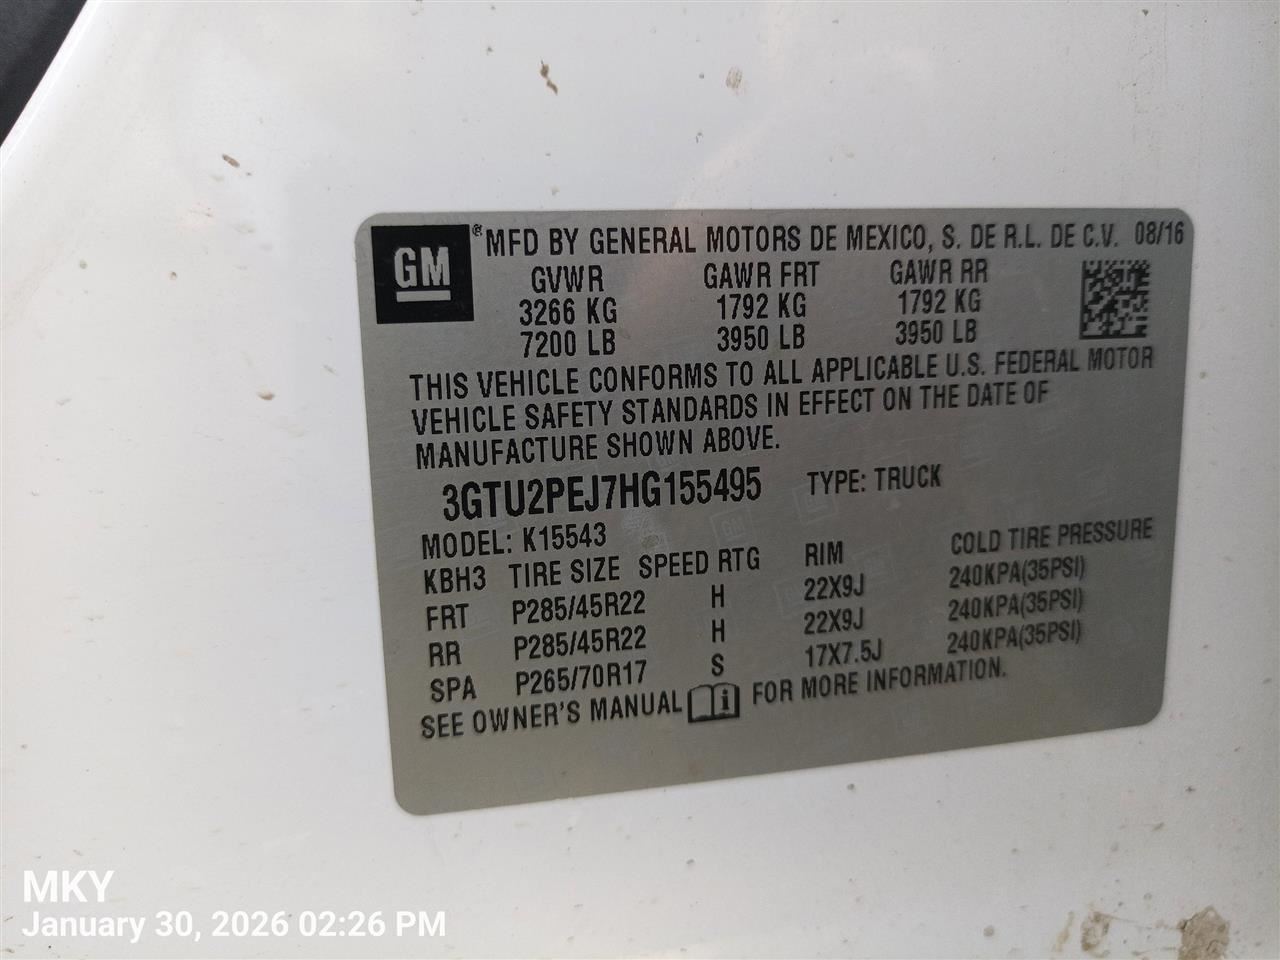 GM ® MFD BY GENERAL MOTORS DE MEXICO, S. DE R.L. DE C.V. 08/16
GVWR GAWR FRT GAWR RR
3266 KG 1792 KG 1792 KG
7200 LB 3950 LB 3950 LB
THIS VEHICLE CONFORMS TO ALL APPLICABLE U.S. FEDERAL MOTOR
VEHICLE SAFETY STANDARDS IN EFFECT ON THE DATE OF
MANUFACTURE SHOWN ABOVE.
3GTU2PEJ7HG155495 TYPE: TRUCK
MODEL: K15543
KBH3 TIRE SIZE SPEED RTG RIM COLD TIRE PRESSURE
FRT P285/45R22 H 22X9J 240KPA(35PSI)
RR P285/45R22 H 22X9J 240KPA(35PSI)
SPA P265/70R17 S 17X7.5J 240KPA(35PSI)
SEE OWNER'S MANUAL i FOR MORE INFORMATION.
MKY
January 30, 2026 02:26 PM